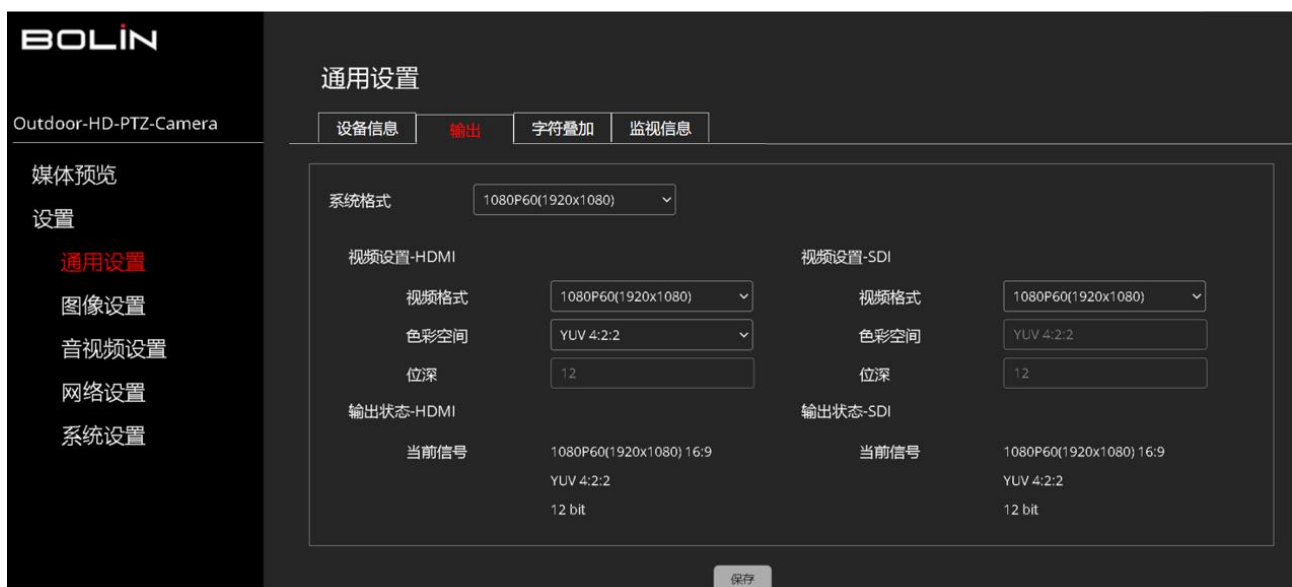 BOLIN
Outdoor-HD-PTZ-Camera
媒体预览
设置
通用设置
图像设置
音视频设置
网络设置
系统设置
通用设置
设备信息 输出 字符叠加 监视信息
系统格式 1080P60(1920x1080)
视频设置-HDMI 视频设置-SDI
视频格式 1080P60(1920x1080) 视频格式 1080P60(1920x1080)
色彩空间 YUV 4:2:2 色彩空间 YUV 4:2:2
位深 12 位深 12
输出状态-HDMI 输出状态-SDI
当前信号 1080P60(1920x1080) 16:9 当前信号 1080P60(1920x1080) 16:9
YUV 4:2:2 YUV 4:2:2
12 bit 12 bit
保存